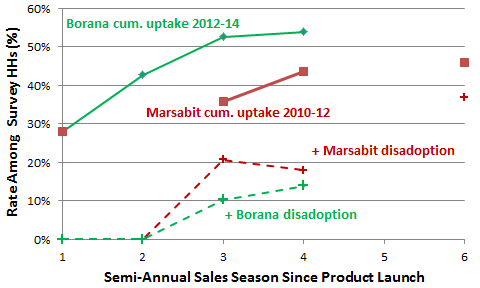 60%
Borana cum. uptake 2012-14
50%
40%
Marsabit cum. uptake 2010-12
30%
+ Marsabit disadoption
20%
10%
+ Borana disadoption
0%
1 2 3 4 5 6
Rate Among Survey HHs (%)
Semi-Annual Sales Season Since Product Launch